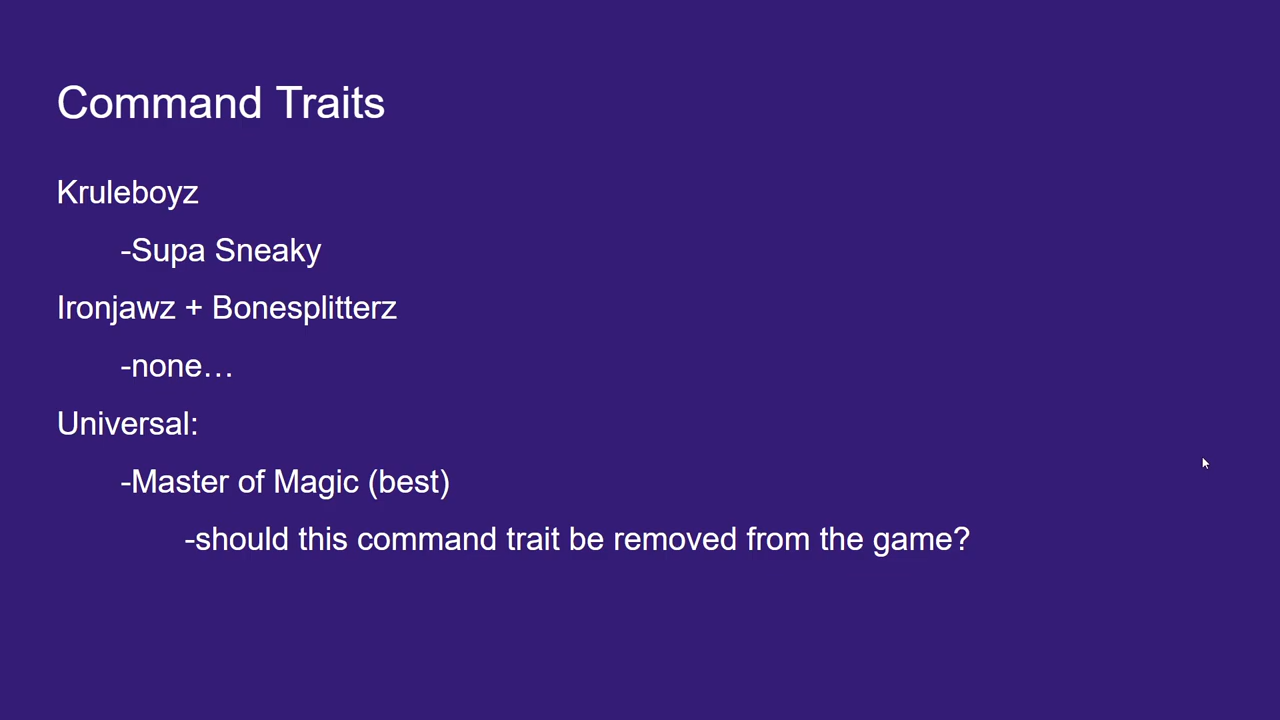 Command Traits
Kruleboyz
-Supa Sneaky
Ironjawz + Bonesplitterz
-none…
Universal:
-Master of Magic (best)
-should this command trait be removed from the game?